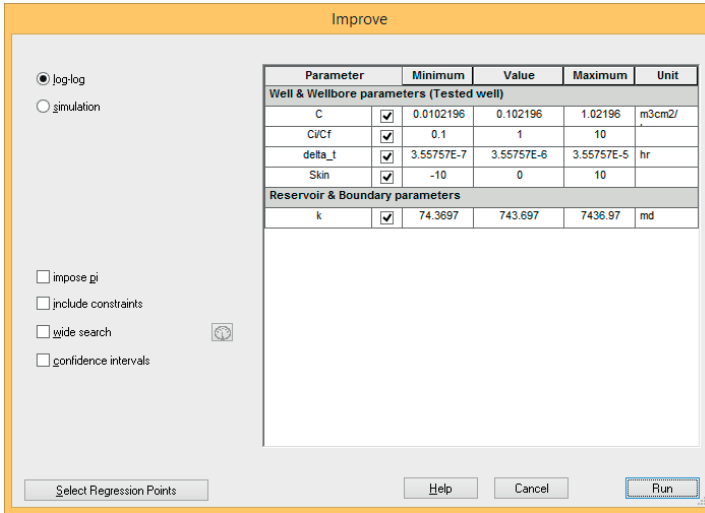 Improve
log-log
simulation
Parameter Minimum Value Maximum Unit
Well & Wellbore parameters (Tested well)
C 0.0102196 0.102196 1.02196 m3cm2/
Ci/Cf 0.1 1 10
delta_t 3.55757E-7 3.55757E-6 3.55757E-5 hr
Skin -10 0 10
Reservoir & Boundary parameters
k 74.3697 743.697 7436.97 md
impose pi
include constraints
wide search
confidence intervals
Select Regression Points Help Cancel Run